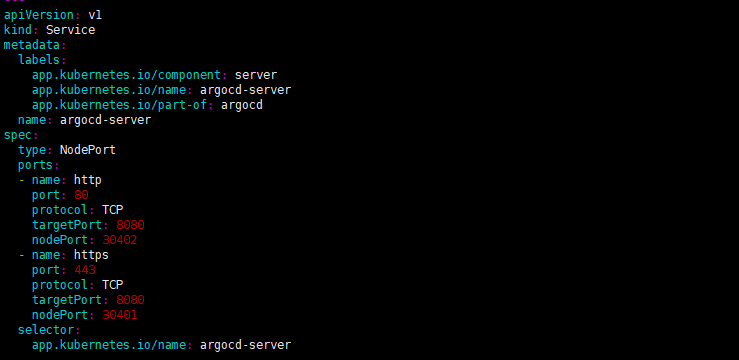 ---
apiVersion: v1
kind: Service
metadata:
  labels:
    app.kubernetes.io/component: server
    app.kubernetes.io/name: argocd-server
    app.kubernetes.io/part-of: argocd
  name: argocd-server
spec:
  type: NodePort
  ports:
  - name: http
    port: 80
    protocol: TCP
    targetPort: 8080
    nodePort: 30402
  - name: https
    port: 443
    protocol: TCP
    targetPort: 8080
    nodePort: 30401
  selector:
    app.kubernetes.io/name: argocd-server